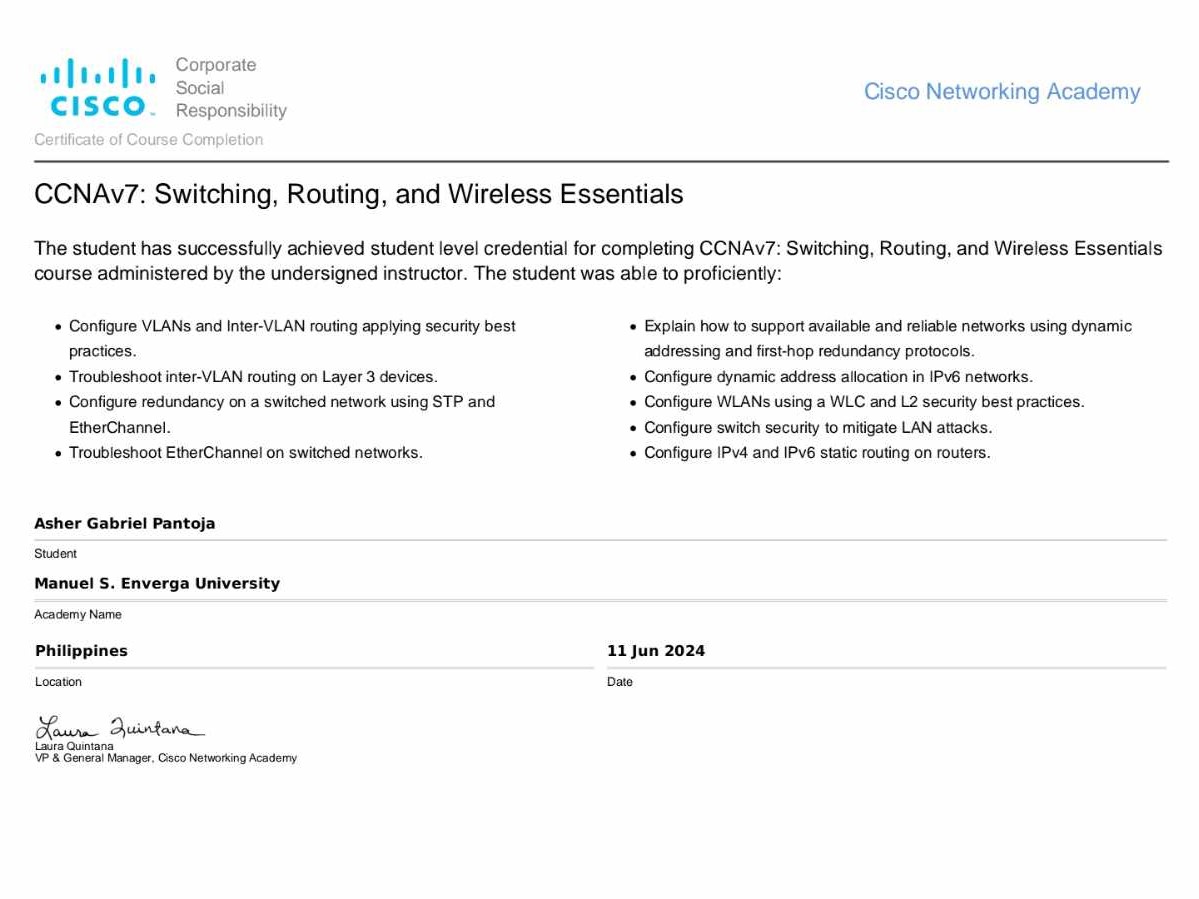 Corporate
Social
Responsibility
CISCO™
Cisco Networking Academy
Certificate of Course Completion
CCNAv7: Switching, Routing, and Wireless Essentials
The student has successfully achieved student level credential for completing CCNAv7: Switching, Routing, and Wireless Essentials
course administered by the undersigned instructor. The student was able to proficiently:
• Configure VLANs and Inter-VLAN routing applying security best
practices.
• Troubleshoot inter-VLAN routing on Layer 3 devices.
• Configure redundancy on a switched network using STP and
EtherChannel.
• Troubleshoot EtherChannel on switched networks.
• Explain how to support available and reliable networks using dynamic
addressing and first-hop redundancy protocols.
• Configure dynamic address allocation in IPv6 networks.
• Configure WLANs using a WLC and L2 security best practices.
• Configure switch security to mitigate LAN attacks.
• Configure IPv4 and IPv6 static routing on routers.
Asher Gabriel Pantoja
Student
Manuel S. Enverga University
Academy Name
Philippines
Location
11 Jun 2024
Date
Laura Quintana
Laura Quintana
VP & General Manager, Cisco Networking Academy